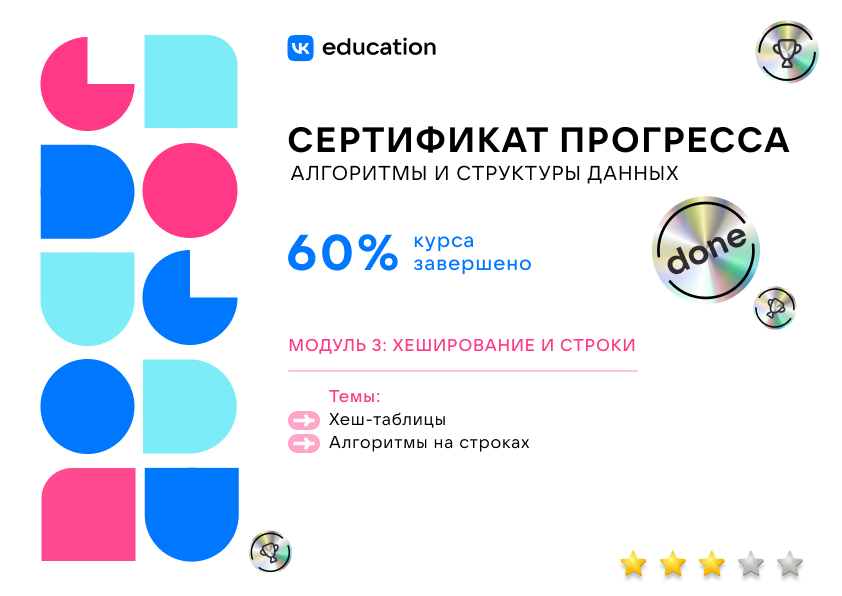 VK education
СЕРТИФИКАТ ПРОГРЕССА
АЛГОРИТМЫ И СТРУКТУРЫ ДАННЫХ
60% курса
завершено
done
МОДУЛЬ 3: ХЕШИРОВАНИЕ И СТРОКИ
Темы:
Хеш-таблицы
Алгоритмы на строках